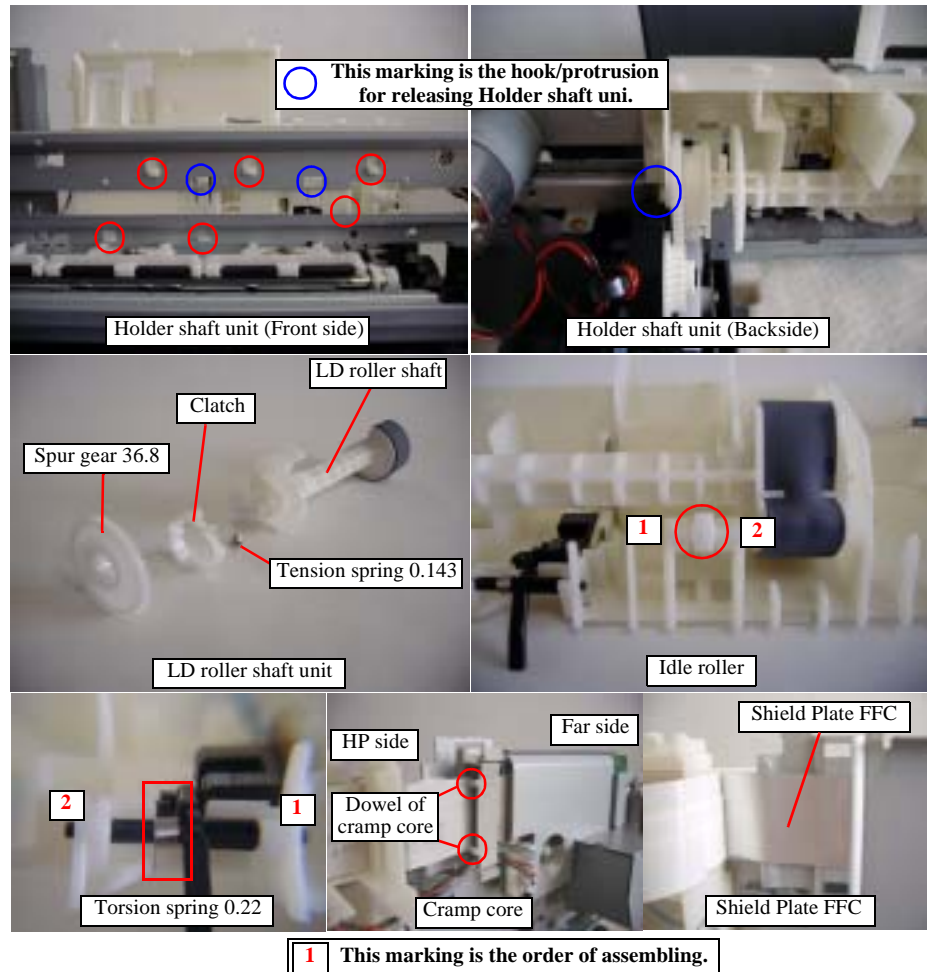 This marking is the hook/protrusion
for releasing Holder shaft uni.
Holder shaft unit (Front side)
Holder shaft unit (Backside)
LD roller shaft
Clatch
Spur gear 36.8
Tension spring 0.143
LD roller shaft unit
1
2
Idle roller
2
1
Torsion spring 0.22
HP side
Far side
Dowel of
cramp core
Cramp core
Shield Plate FFC
Shield Plate FFC
1 This marking is the order of assembling.